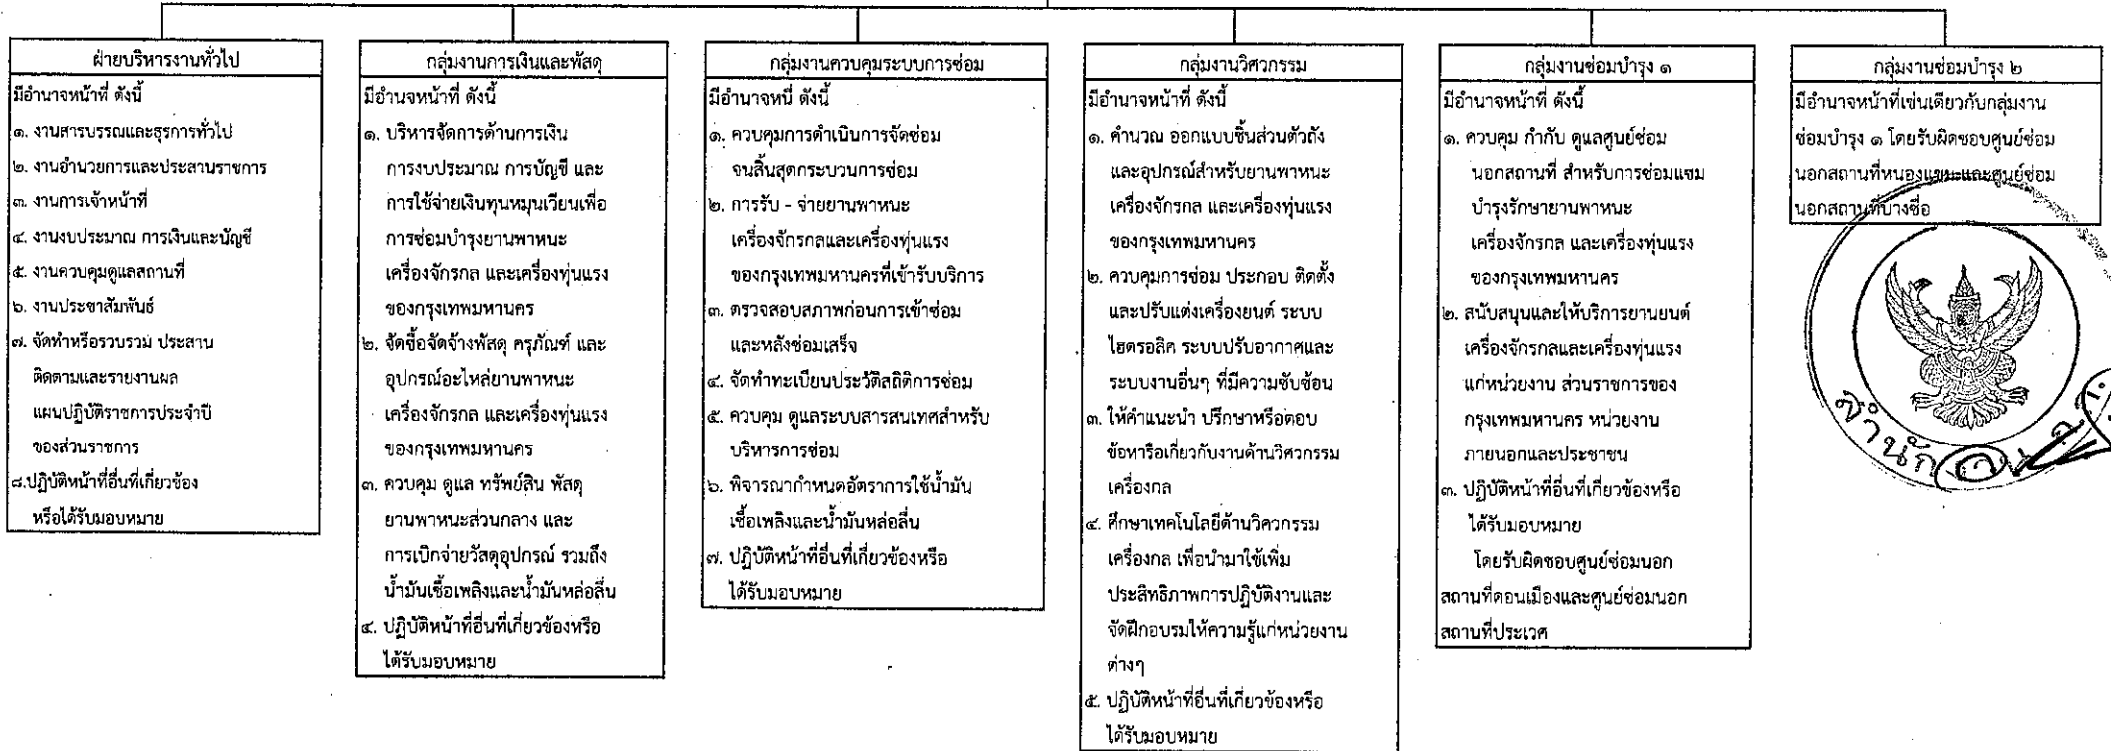 ฝ่ายบริหารงานทั่วไป
มีอำนาจหน้าที่ ดังนี้
๑. งานสารบรรณและธุรการทั่วไป
๒. งานอำนวยการและประสานราชการ
๓. งานการเจ้าหน้าที่
๔. งานงบประมาณ การเงินและบัญชี
๕. งานควบคุมดูแลสถานที่
๖. งานประชาสัมพันธ์
๗. จัดทำหรือรวบรวม ประสาน
ติดตามและรายงานผล
แผนปฏิบัติราชการประจำปี
ของส่วนราชการ
๘.ปฏิบัติหน้าที่อื่นที่เกี่ยวข้อง
หรือได้รับมอบหมาย
กลุ่มงานการเงินและพัสดุ
มีอำนจหน้าที่ ดังนี้
๑. บริหารจัดการด้านการเงิน
การงบประมาณ การบัญชี และ
การใช้จ่ายเงินทุนหมุนเวียนเพื่อ
การซ่อมบำรุงยานพาหนะ
เครื่องจักรกล และเครื่องทุ่นแรง
ของกรุงเทพมหานคร
๒. จัดซื้อจัดจ้างพัสดุ ครุภัณฑ์ และ
อุปกรณ์อะไหล่ยานพาหนะ
เครื่องจักรกล และเครื่องทุ่นแรง
ของกรุงเทพมหานคร
๓. ควบคุม ดูแล ทรัพย์สิน พัสดุ
ยานพาหนะส่วนกลาง และ
การเบิกจ่ายวัสดุอุปกรณ์ รวมถึง
น้ำมันเชื้อเพลิงและน้ำมันหล่อลื่น
๔. ปฏิบัติหน้าที่อื่นที่เกี่ยวข้องหรือ
ได้รับมอบหมาย
กลุ่มงานควบคุมระบบการซ่อม
มีอำนาจหนี่ ดังนี้
๑. ควบคุมการดำเนินการจัดซ่อม
จนสิ้นสุดกระบวนการซ่อม
๒. การรับ - จ่ายยานพาหนะ
เครื่องจักรกลและเครื่องทุ่นแรง
ของกรุงเทพมหานครที่เข้ารับบริการ
๓. ตรวจสอบสภาพก่อนการเข้าซ่อม
และหลังซ่อมเสร็จ
๔. จัดทำทะเบียนประวัติสถิติการซ่อม
๕. ควบคุม ดูแลระบบสารสนเทศสำหรับ
บริหารการซ่อม
๖. พิจารณากำหนดอัตราการใช้น้ำมัน
เชื้อเพลิงและน้ำมันหล่อลื่น
๗. ปฏิบัติหน้าที่อื่นที่เกี่ยวข้องหรือ
ได้รับมอบหมาย
กลุ่มงานวิศวกรรม
มีอำนาจหน้าที่ ดังนี้
๑. คำนวณ ออกแบบชิ้นส่วนตัวถัง
และอุปกรณ์สำหรับยานพาหนะ
เครื่องจักรกล และเครื่องทุ่นแรง
ของกรุงเทพมหานคร
๒. ควบคุมการซ่อม ประกอบ ติดตั้ง
และปรับแต่งเครื่องยนต์ ระบบ
ไฮดรอลิค ระบบปรับอากาศและ
ระบบงานอื่นๆ ที่มีความซับซ้อน
๓. ให้คำแนะนำ ปรึกษาหรือตอบ
ข้อหารือเกี่ยวกับงานด้านวิศวกรรม
เครื่องกล
๔. ศึกษาเทคโนโลยีด้านวิศวกรรม
เครื่องกล เพื่อนำมาใช้เพิ่ม
ประสิทธิภาพการปฏิบัติงานและ
จัดฝึกอบรมให้ความรู้แก่หน่วยงาน
ต่างๆ
๕. ปฏิบัติหน้าที่อื่นที่เกี่ยวข้องหรือ
ได้รับมอบหมาย
กลุ่มงานซ่อมบำรุง ๑
มีอำนาจหน้าที่ ดังนี้
๑. ควบคุม กำกับ ดูแลศูนย์ซ่อม
นอกสถานที่ สำหรับการซ่อมแซม
บำรุงรักษายานพาหนะ
เครื่องจักรกล และเครื่องทุ่นแรง
ของกรุงเทพมหานคร
๒. สนับสนุนและให้บริการยานยนต์
เครื่องจักรกลและเครื่องทุ่นแรง
แก่หน่วยงาน ส่วนราชการของ
กรุงเทพมหานคร หน่วยงาน
ภายนอกและประชาชน
๓. ปฏิบัติหน้าที่อื่นที่เกี่ยวข้องหรือ
ได้รับมอบหมาย
โดยรับผิดชอบศูนย์ซ่อมนอก
สถานที่ดอนเมืองและศูนย์ซ่อมนอก
สถานที่ประเวศ
กลุ่มงานซ่อมบำรุง ๒
มีอำนาจหน้าที่เช่นเดียวกับกลุ่มงาน
ซ่อมบำรุง ๑ โดยรับผิดชอบศูนย์ซ่อม
นอกสถานที่หนองแขมและศูนย์ซ่อม
นอกสถานที่บางซื่อ
สำนัก